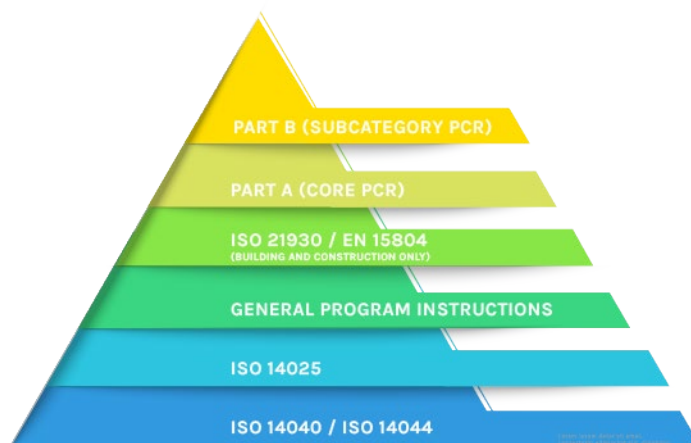 PART B (SUBCATEGORY PCR)
PART A (CORE PCR)
ISO 21930 / EN 15804
(BUILDING AND CONSTRUCTION ONLY)
GENERAL PROGRAM INSTRUCTIONS
ISO 14025
ISO 14040 / ISO 14044